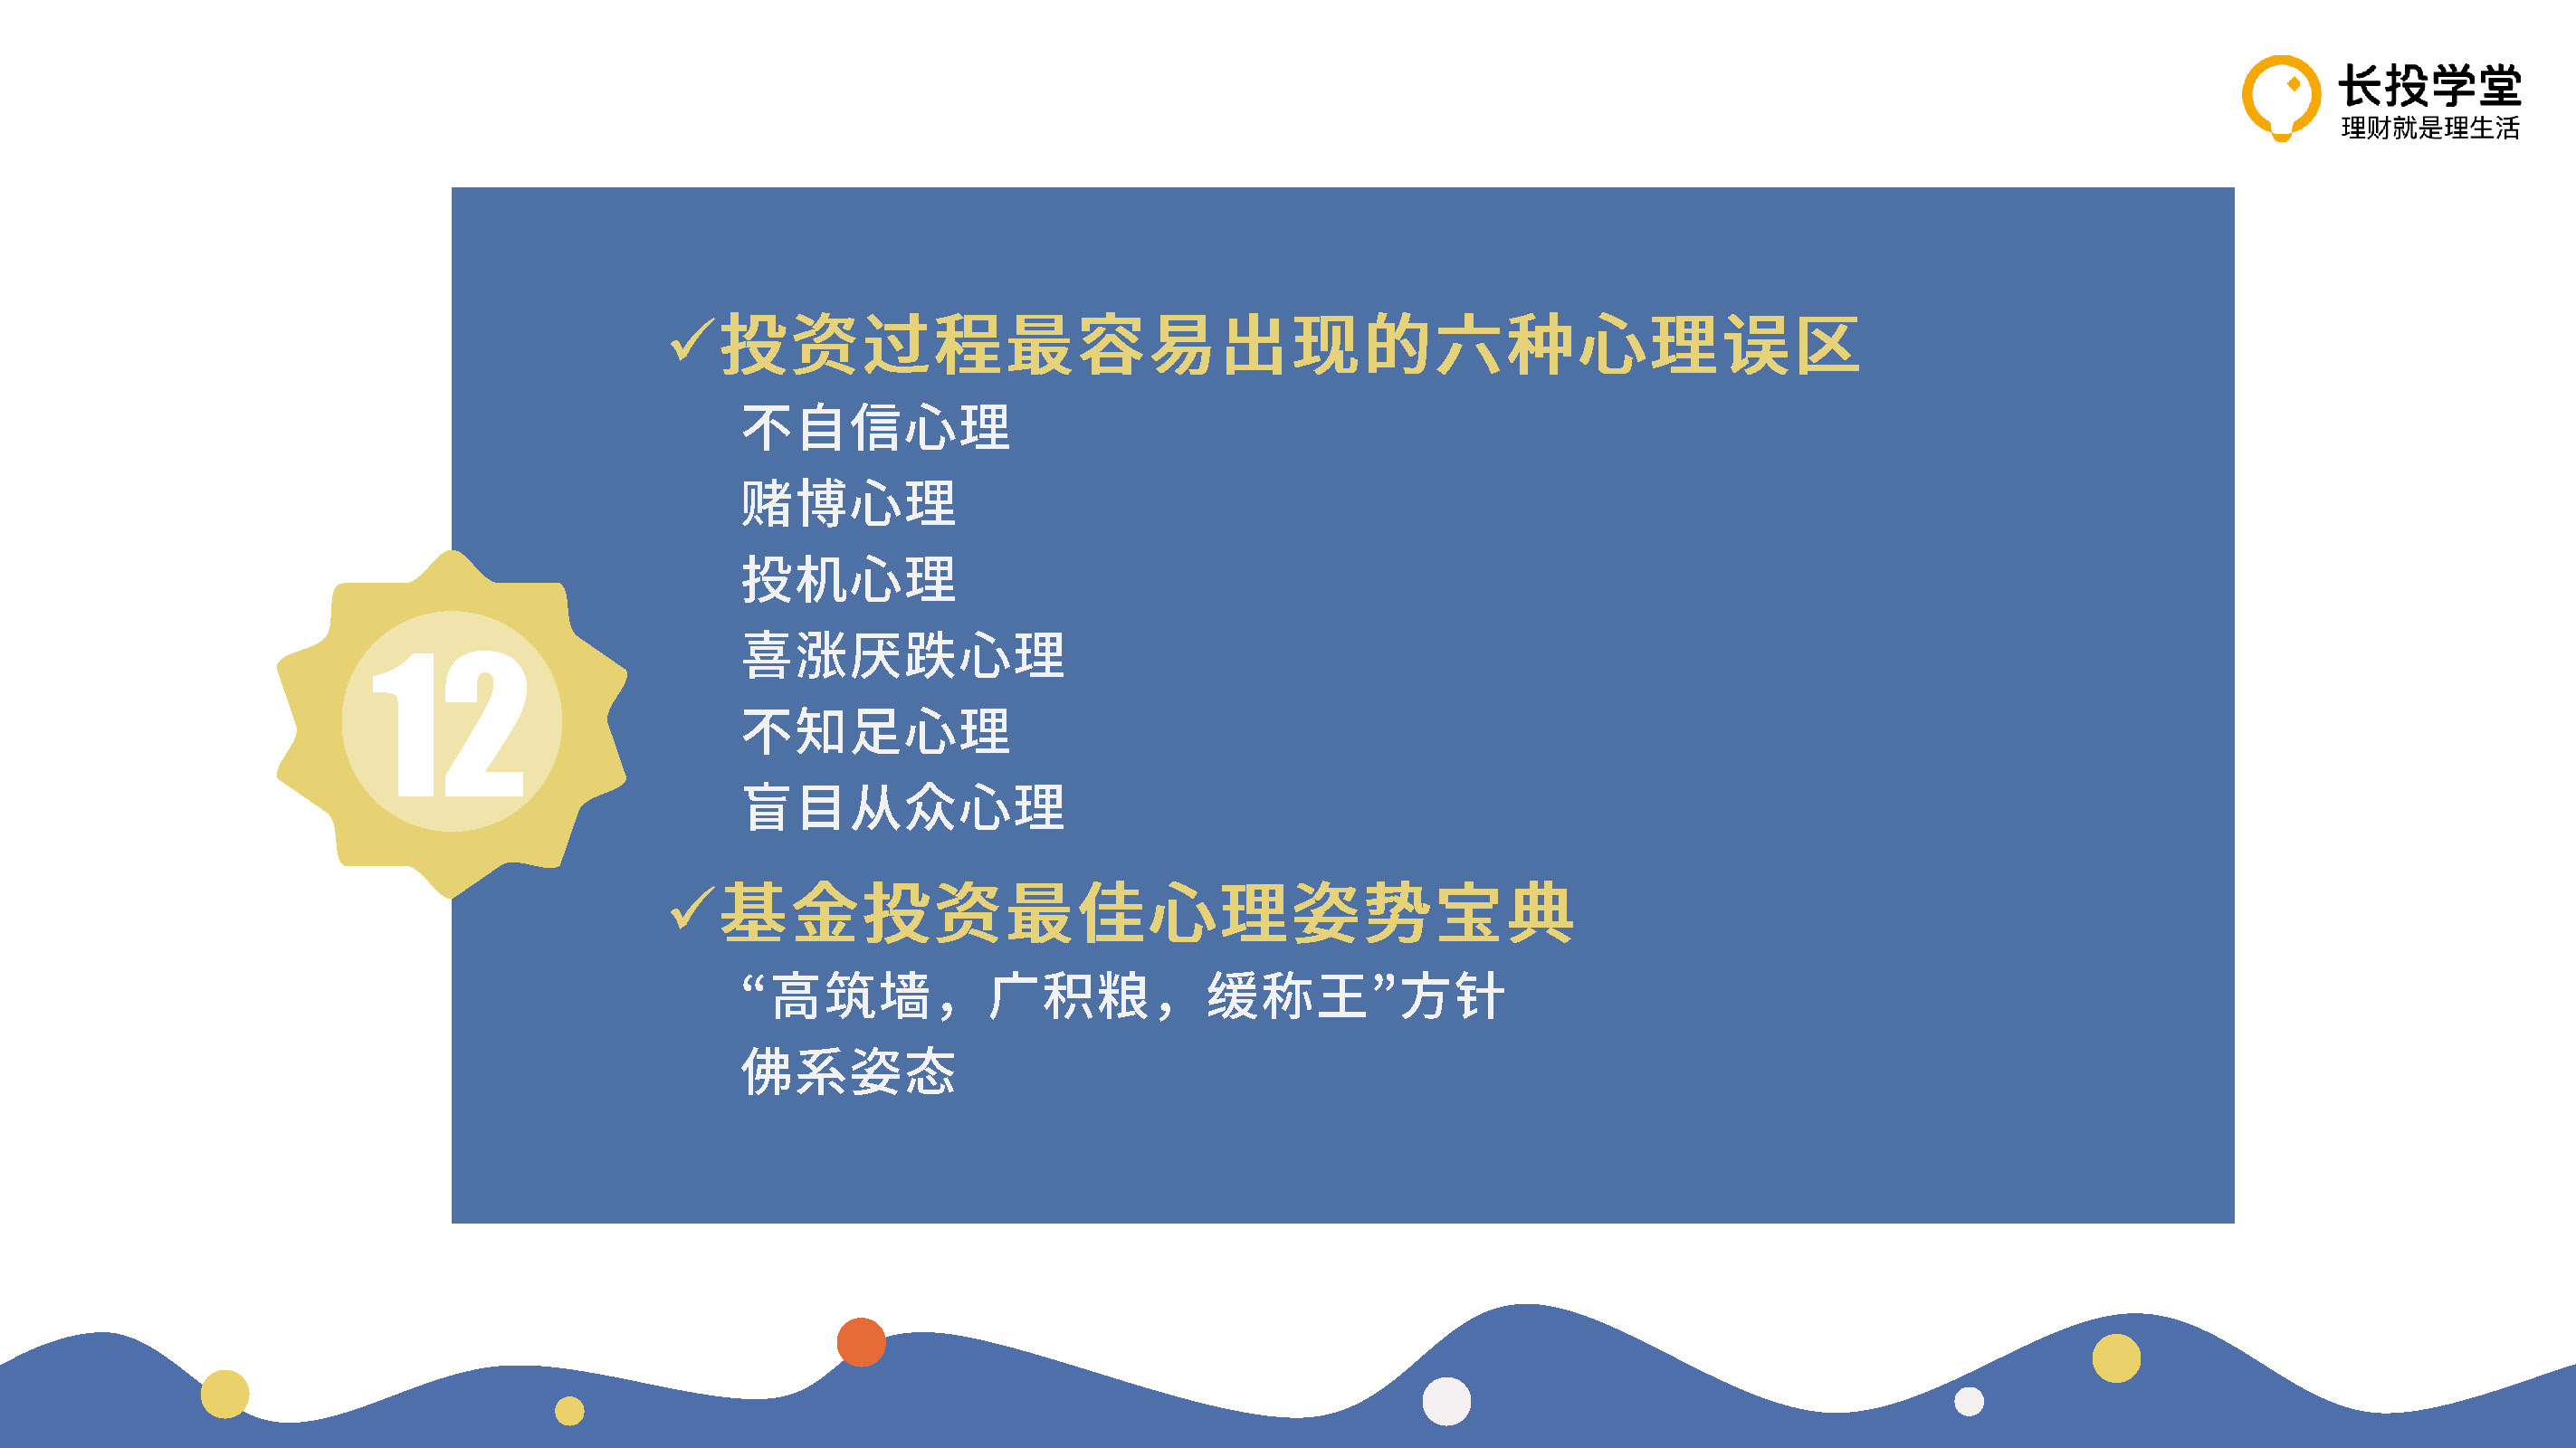 长投学堂
理财就是理生活
✓投资过程最容易出现的六种心理误区
不自信心理
赌博心理
投机心理
喜涨厌跌心理
不知足心理
盲目从众心理
12
✓基金投资最佳心理姿势宝典
“高筑墙，广积粮，缓称王”方针
佛系姿态